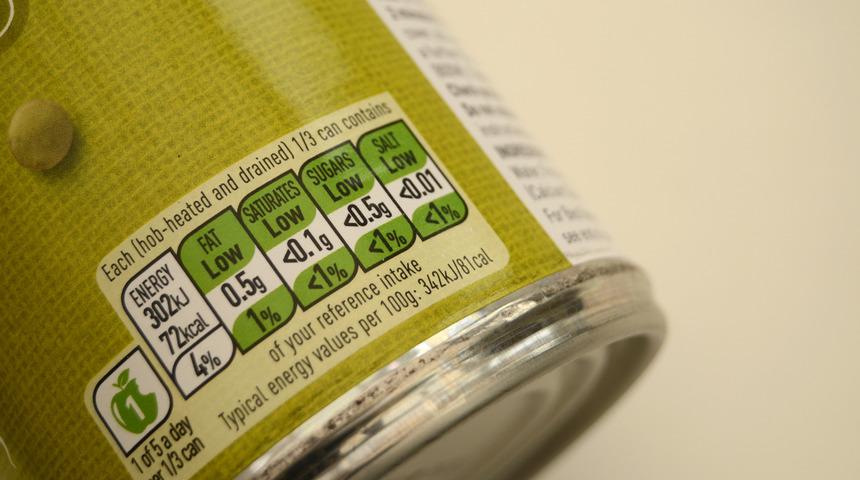 Each (hob-heated and drained) 1/3 can contains
ENERGY
302kJ
72kcal
4%
FAT
Low
0.5g
1%
SATURATES
Low
<0.1g
<1%
SUGARS
Low
<0.5g
<1%
SALT
Low
<0.01
<1%
of your reference intake
Typical energy values per 100g: 342kJ/81cal
1
1 of 5 a day
per 1/3 can